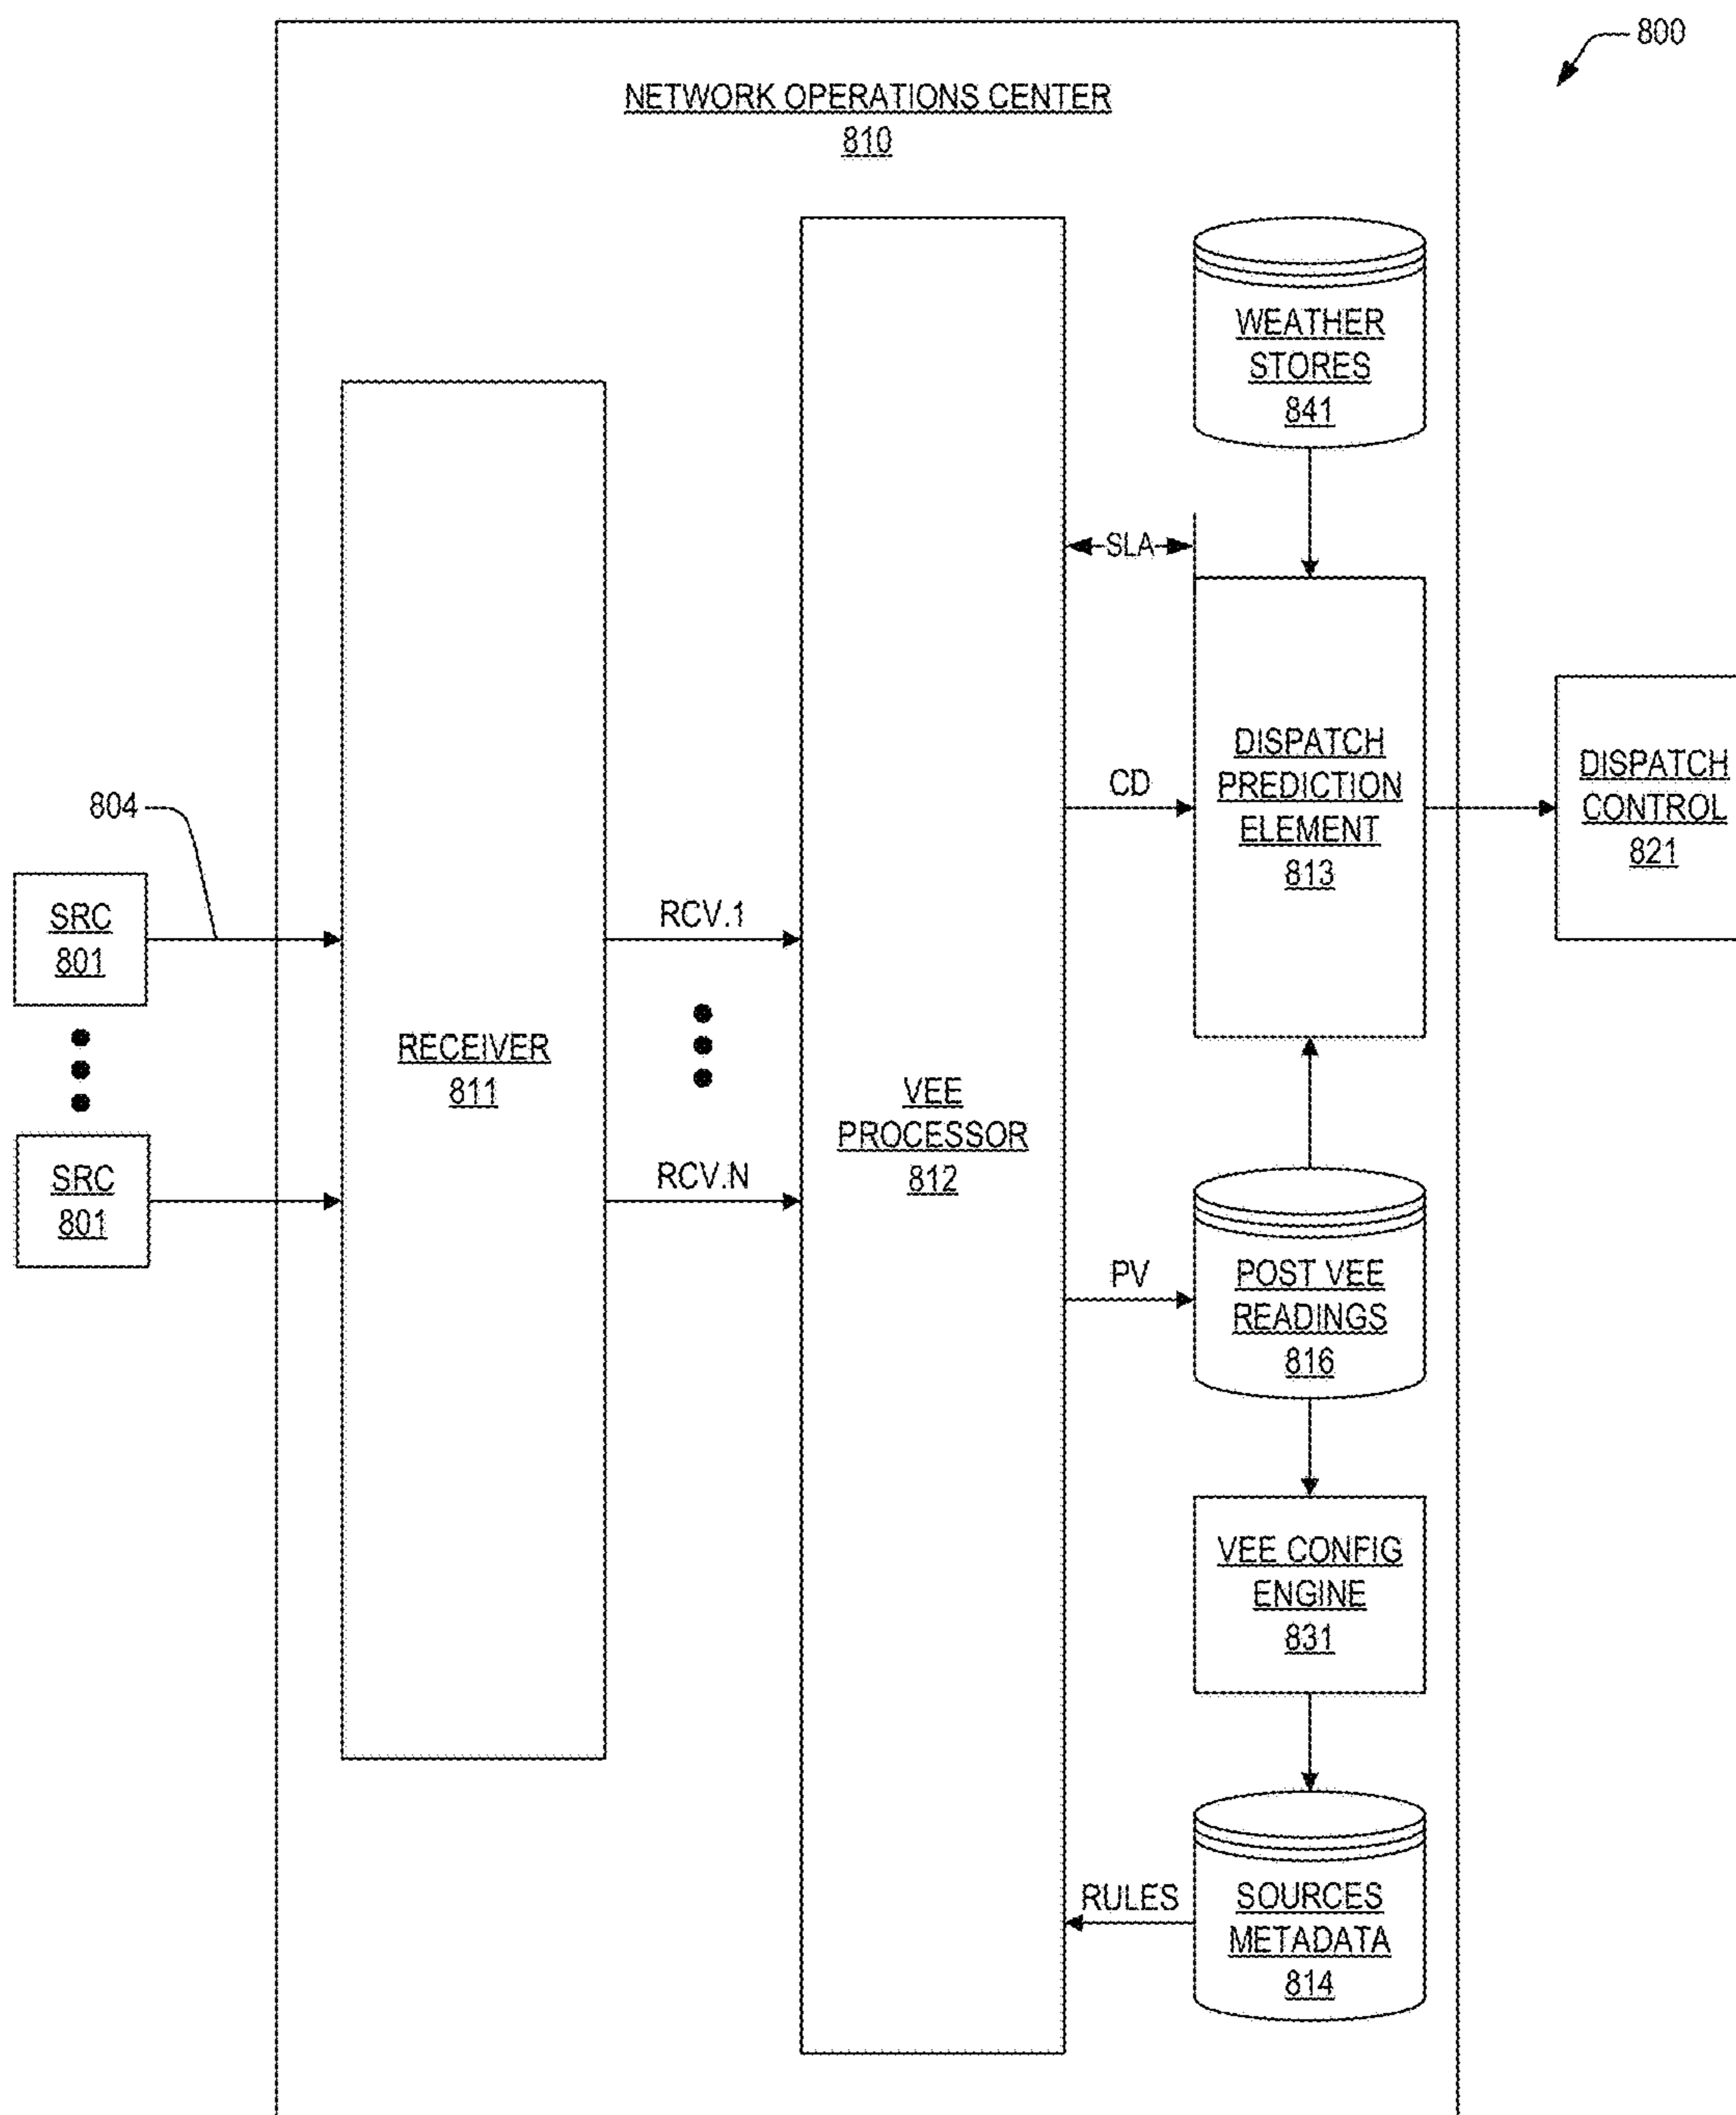 800
NETWORK OPERATIONS CENTER
810
WEATHER
STORES
841
SLA
DISPATCH
PREDICTION
ELEMENT
813
CD
DISPATCH
CONTROL
821
804
SRC
801
RCV.1
RECEIVER
811
VEE
PROCESSOR
812
SRC
801
RCV.N
PV
POST VEE
READINGS
816
VEE CONFIG
ENGINE
831
RULES
SOURCES
METADATA
814